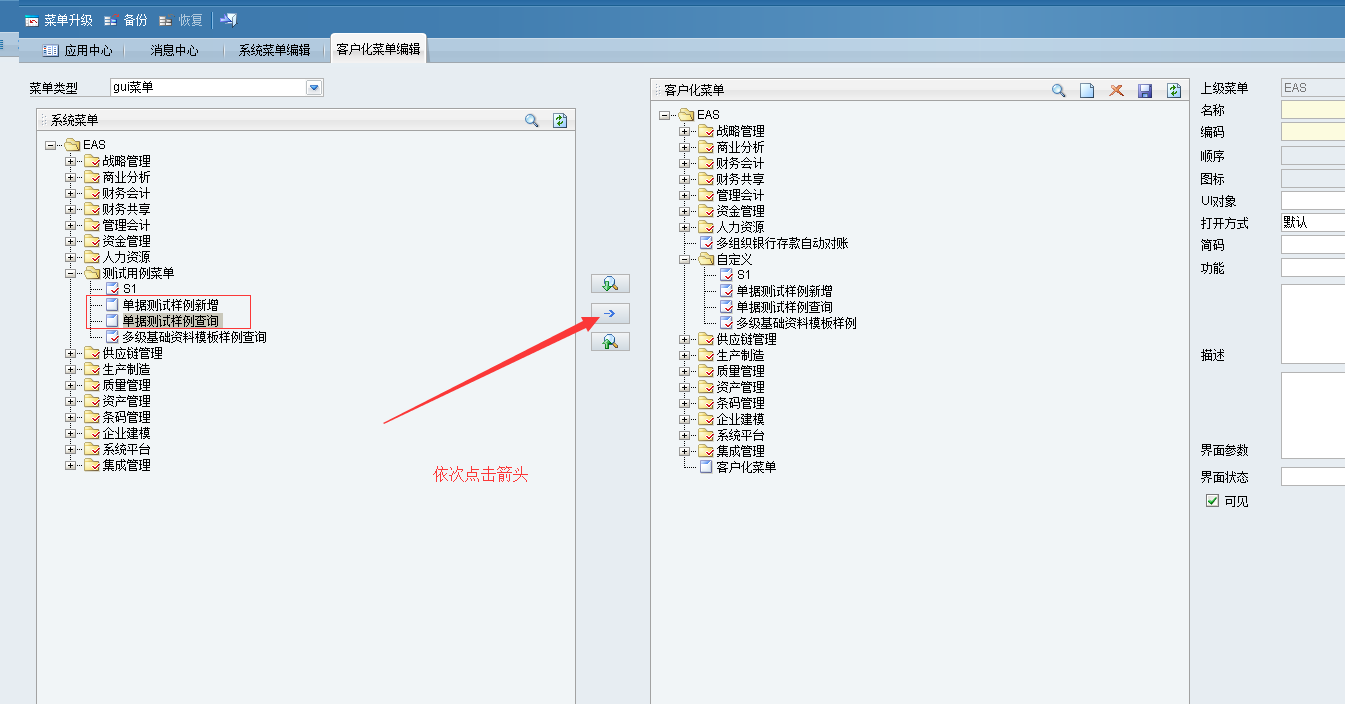 菜单升级 备份 恢复
应用中心 消息中心 系统菜单编辑 客户化菜单编辑
菜单类型 gui菜单
系统菜单
EAS
战略管理
商业分析
财务会计
财务共享
管理会计
资金管理
人力资源
测试用例菜单
S1
单据测试样例新增
单据测试样例查询
多级基础资料模板样例查询
供应链管理
生产制造
质量管理
资产管理
条码管理
企业建模
系统平台
集成管理
依次点击箭头
客户化菜单
EAS
战略管理
商业分析
财务会计
财务共享
管理会计
资金管理
人力资源
多组织银行存款自动对账
自定义
S1
单据测试样例新增
单据测试样例查询
多级基础资料模板样例
供应链管理
生产制造
质量管理
资产管理
条码管理
企业建模
系统平台
集成管理
客户化菜单
上级菜单 EAS
名称
编码
顺序
图标
UI对象
打开方式 默认
简码
功能
描述
界面参数
界面状态
可见